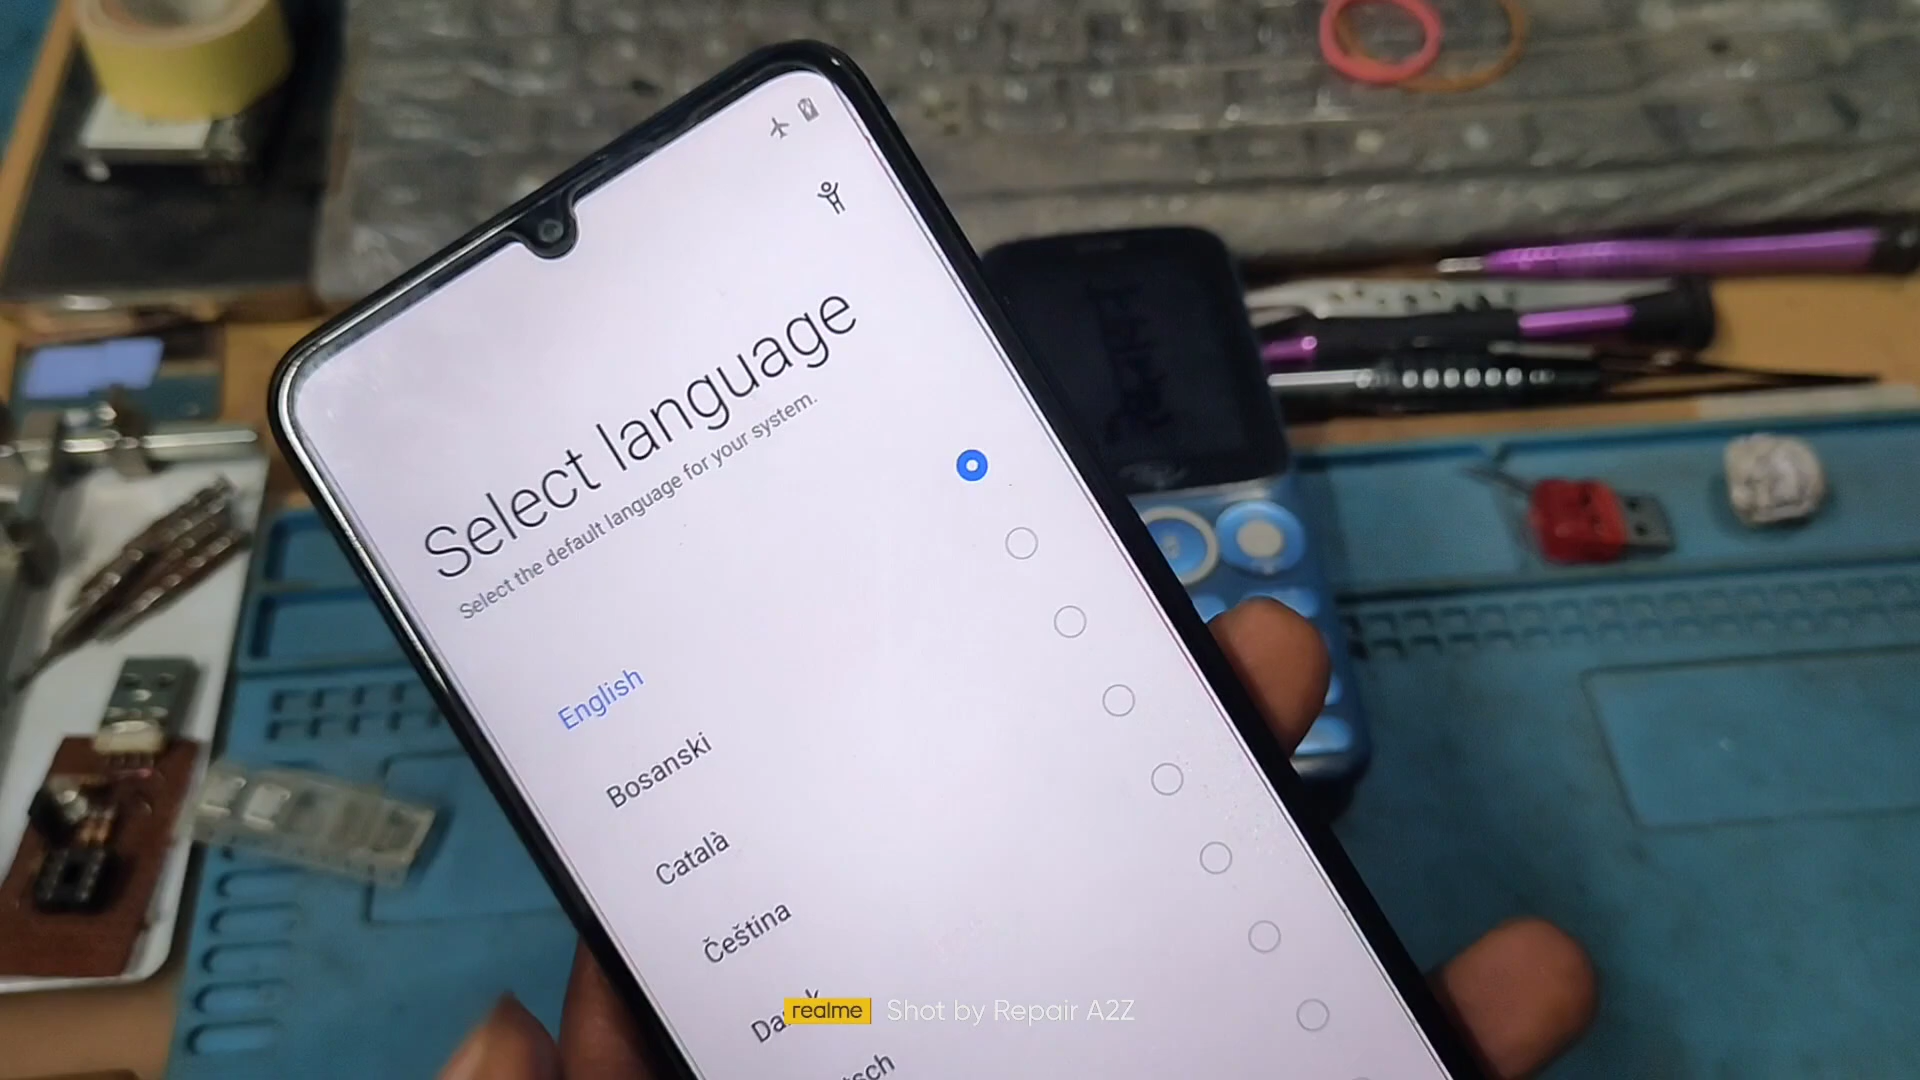 Select language
Select the default language for your system.
English
Bosanski
Català
Čeština
realme Shot by Repair A2Z